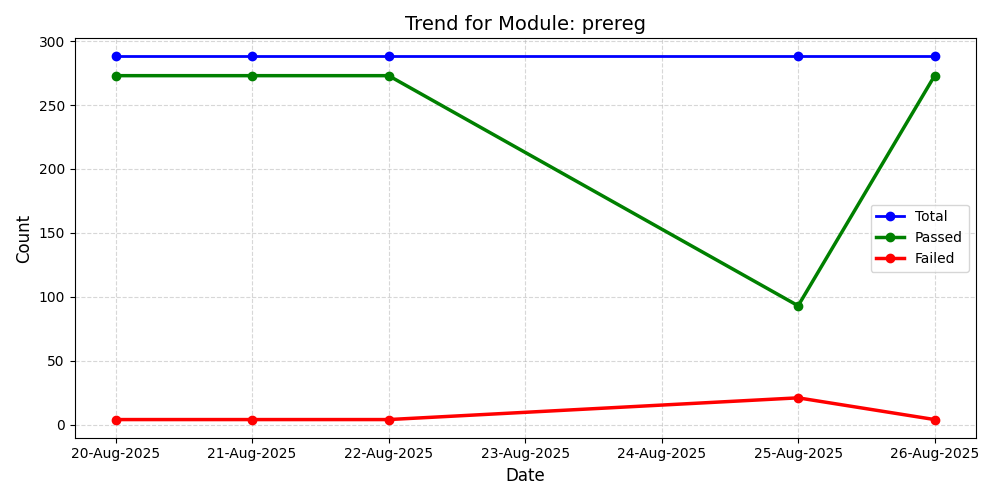 Trend for Module: prereg
300
250
200
150
100
50
0
Count
Total
Passed
Failed
20-Aug-2025
21-Aug-2025
22-Aug-2025
23-Aug-2025
24-Aug-2025
25-Aug-2025
26-Aug-2025
Date